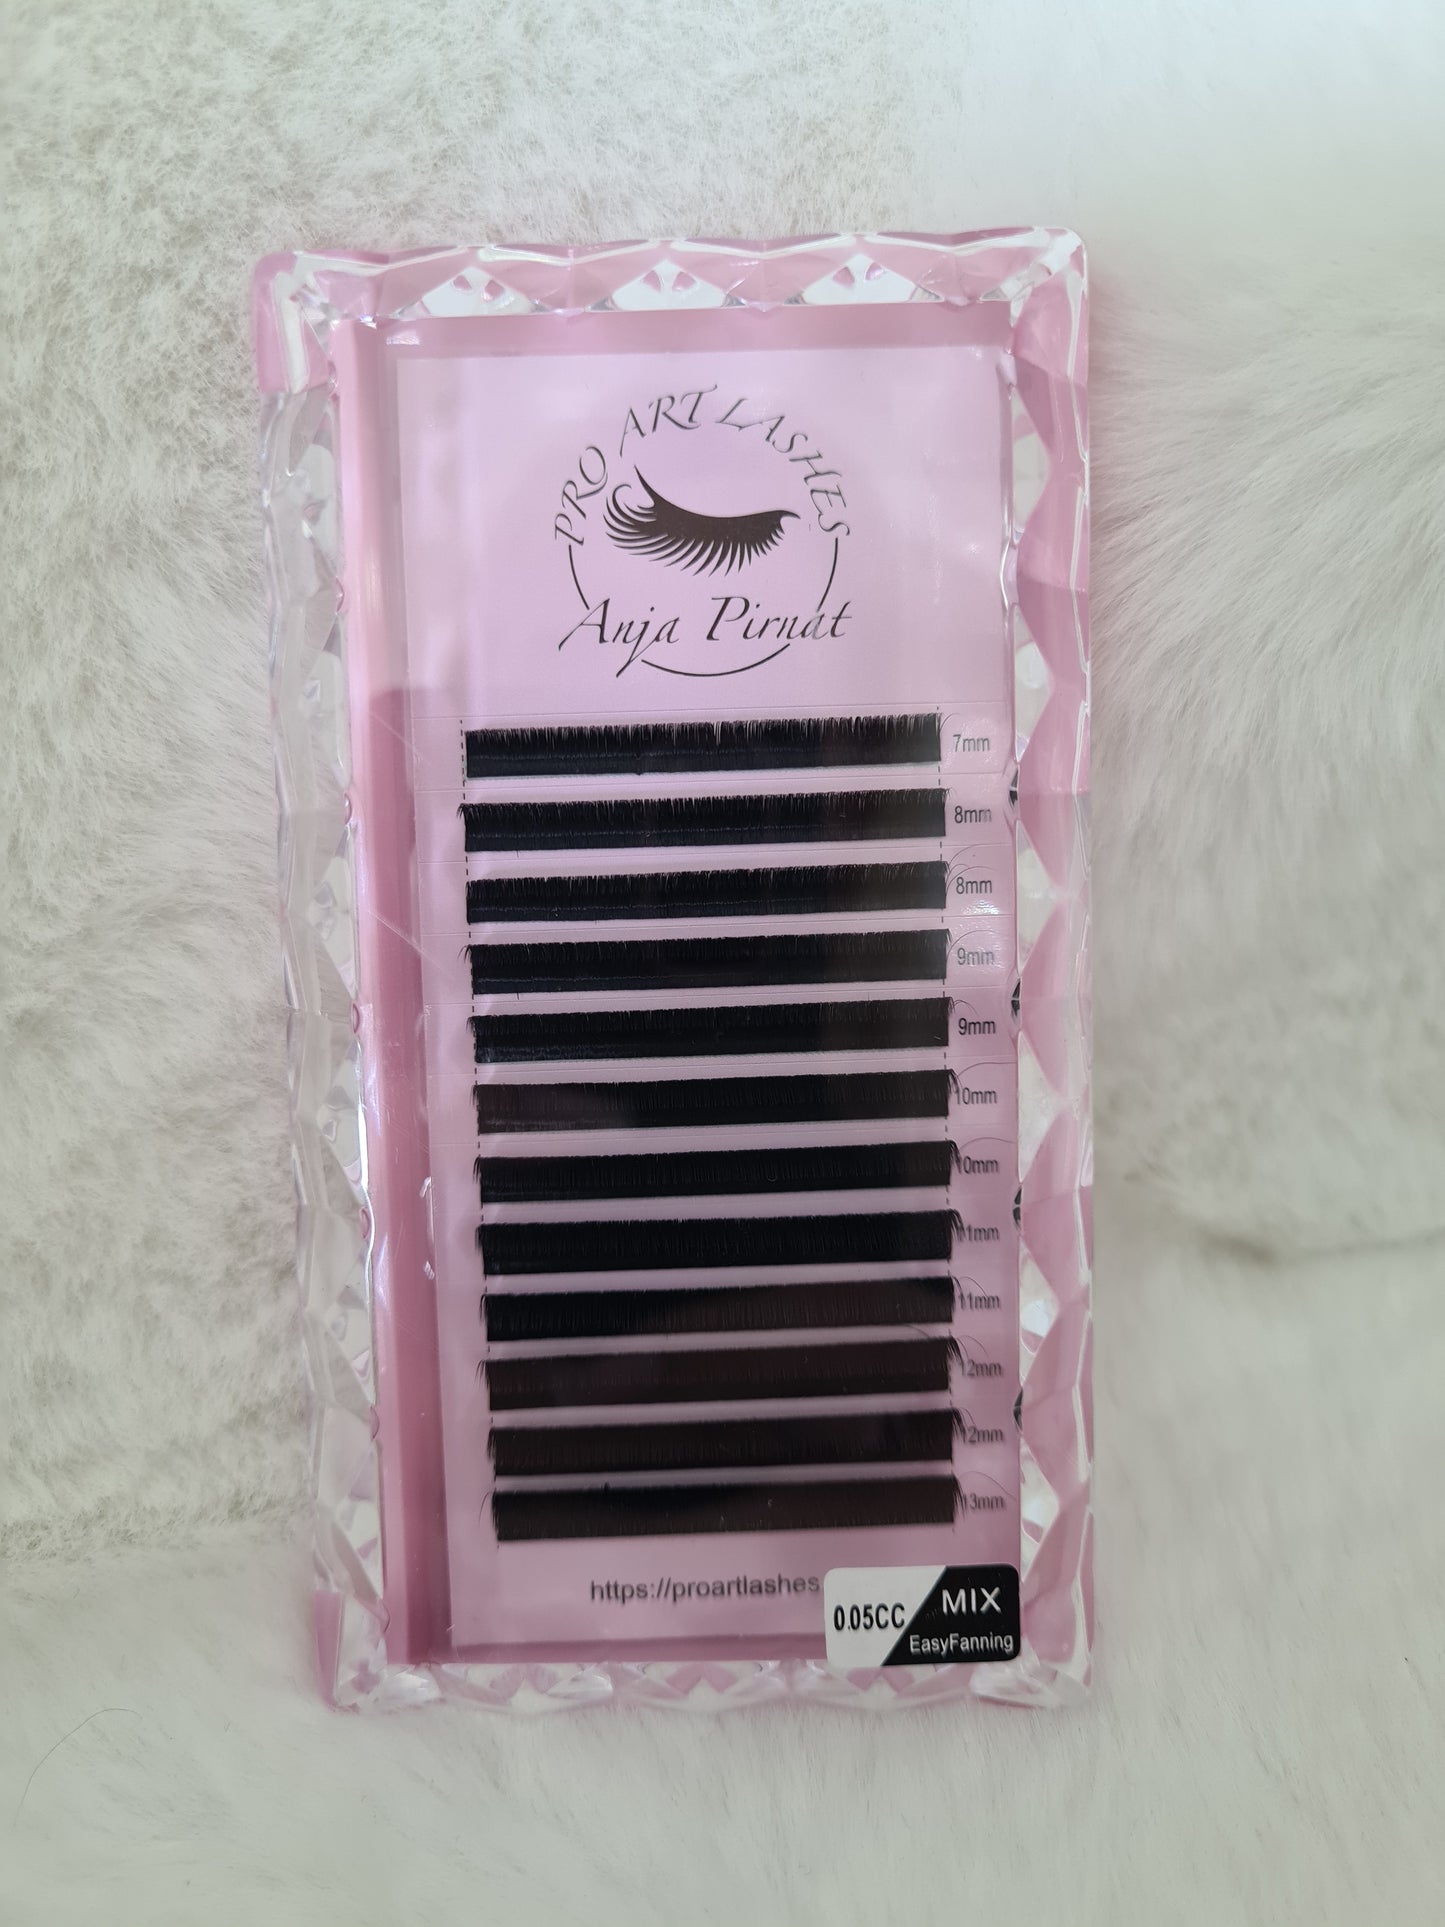 PRO ART LASHES
Anja Pirnat
7mm
8mm
8mm
9mm
9mm
10mm
10mm
11mm
11mm
12mm
12mm
13mm
https://proartlashes
0.05CC
MIX
EasyFanning